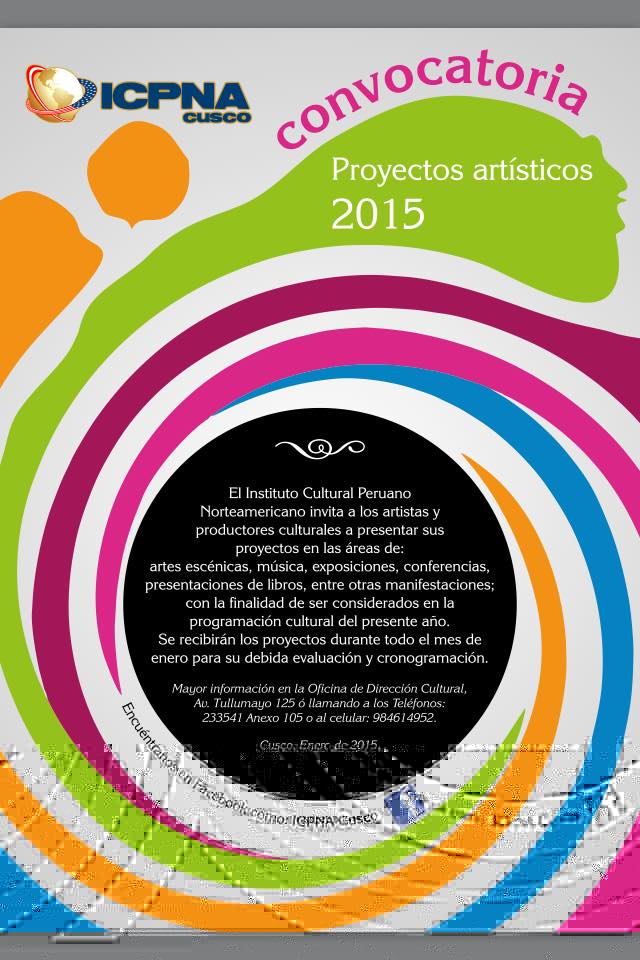 ICPNA
CUSCO
convocatoria
Proyectos artísticos
2015
El Instituto Cultural Peruano
Norteamericano invita a los artistas y
productores culturales a presentar sus
proyectos en las áreas de:
artes escénicas, música, exposiciones, conferencias,
presentaciones de libros, entre otras manifestaciones;
con la finalidad de ser considerados en la
programación cultural del presente año.
Se recibirán los proyectos durante todo el mes de
enero para su debida evaluación y cronogramación.
Mayor información en la Oficina de Dirección Cultural,
Av. Tullumayo 125 ó llamando a los Teléfonos:
233541 Anexo 105 o al celular: 984614952.
Cusco, Enero de 2015
Encuéntranos en Facebook como: ICPNA Cusco